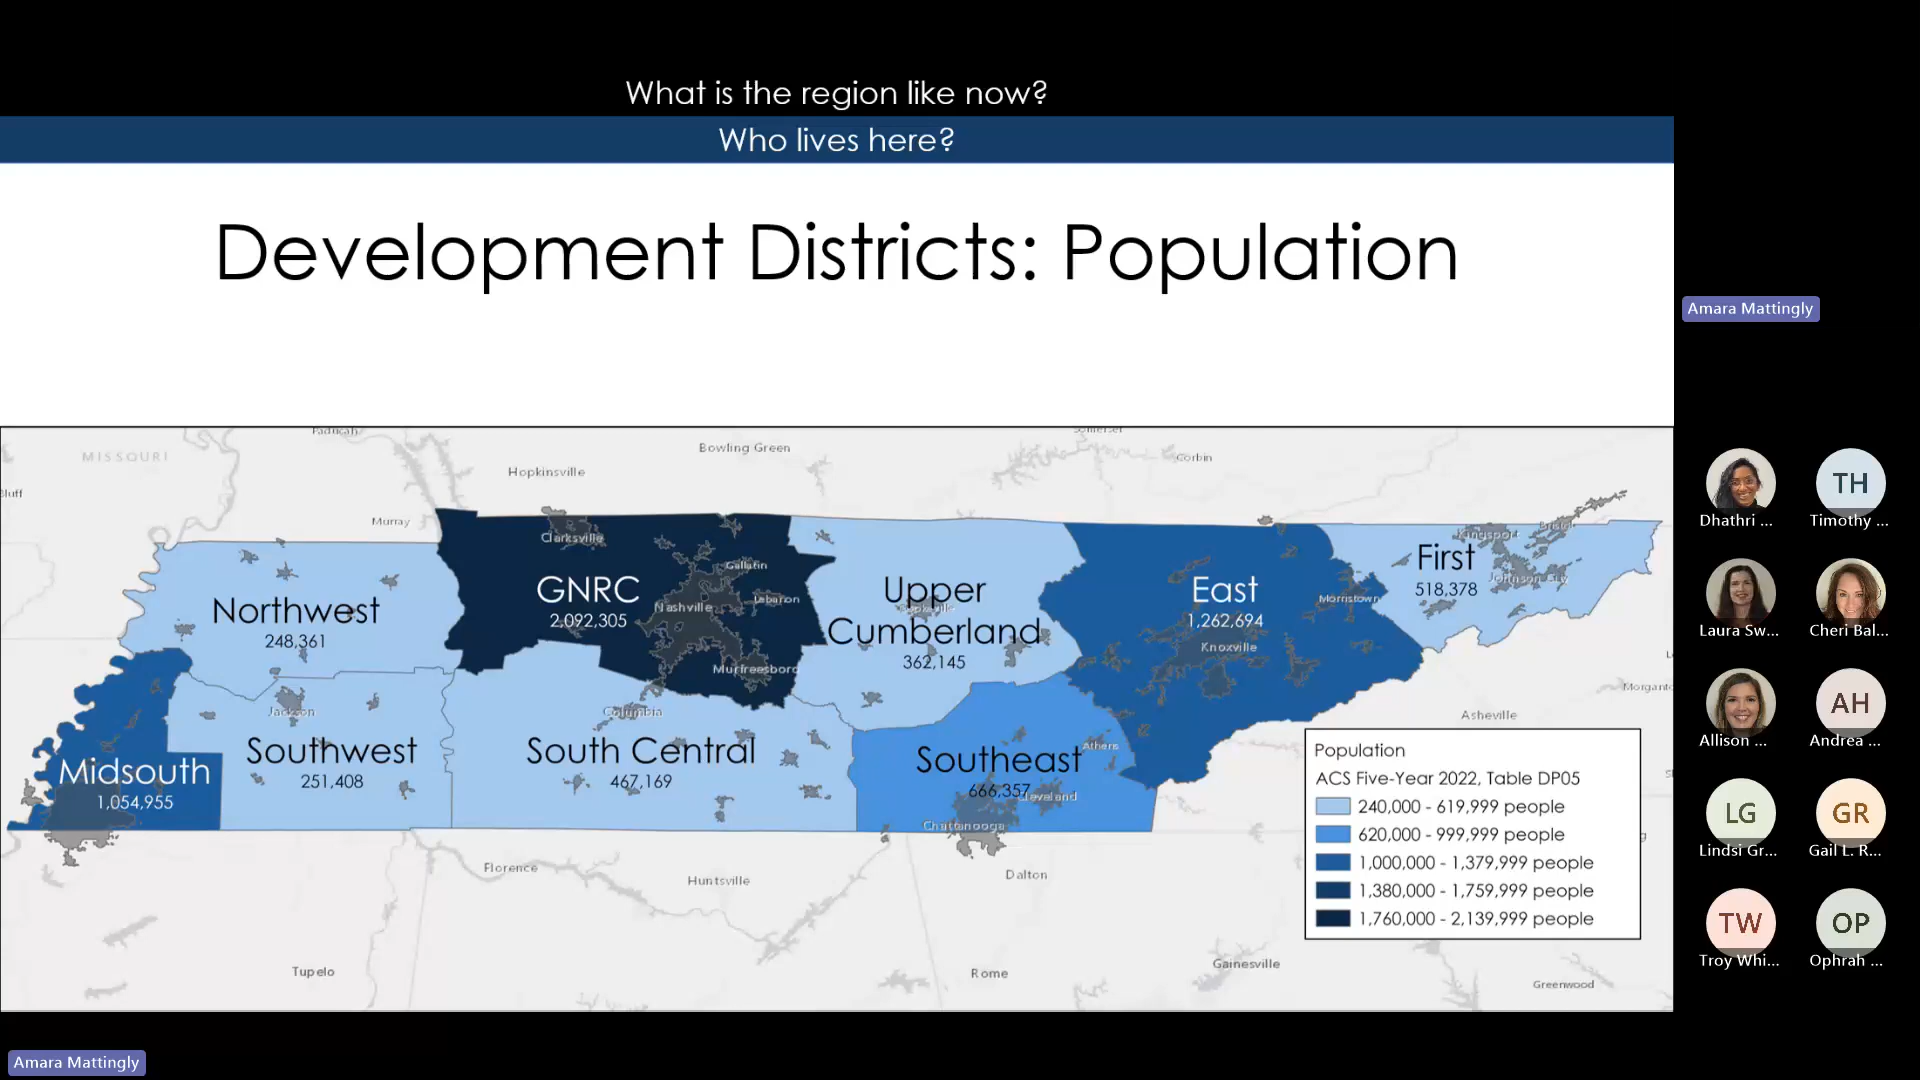 What is the region like now?
Who lives here?
Development Districts: Population
Amara Mattingly
Paducah
Somerset
MISSOURI
Bowling Green
Corbin
Hopkinsville
Bluff
Murray
Clarksville
Gallatin
Nashville
Lebanon
Murfreesboro
GNRC
2,092,305
Northwest
248,361
Upper
Cookeville
Cumberland
362,145
East
1,262,694
Knoxville
Morristown
First
518,378
Kingsport
Bristol
Johnson City
Jackson
Columbia
Midsouth
1,054,955
Southwest
251,408
South Central
467,169
Southeast
666,357
Athens
Cleveland
Chattanooga
Asheville
Morgant
Florence
Huntsville
Dalton
Tupelo
Rome
Gainesville
Greenwood
Population
ACS Five-Year 2022, Table DP05
240,000 - 619,999 people
620,000 - 999,999 people
1,000,000 - 1,379,999 people
1,380,000 - 1,759,999 people
1,760,000 - 2,139,999 people
Dhathri ...
TH
Timothy ...
Laura Sw...
Cheri Bal...
Allison ...
AH
Andrea ...
LG
Lindsi Gr...
GR
Gail L. R...
TW
Troy Whi...
OP
Ophrah ...
Amara Mattingly